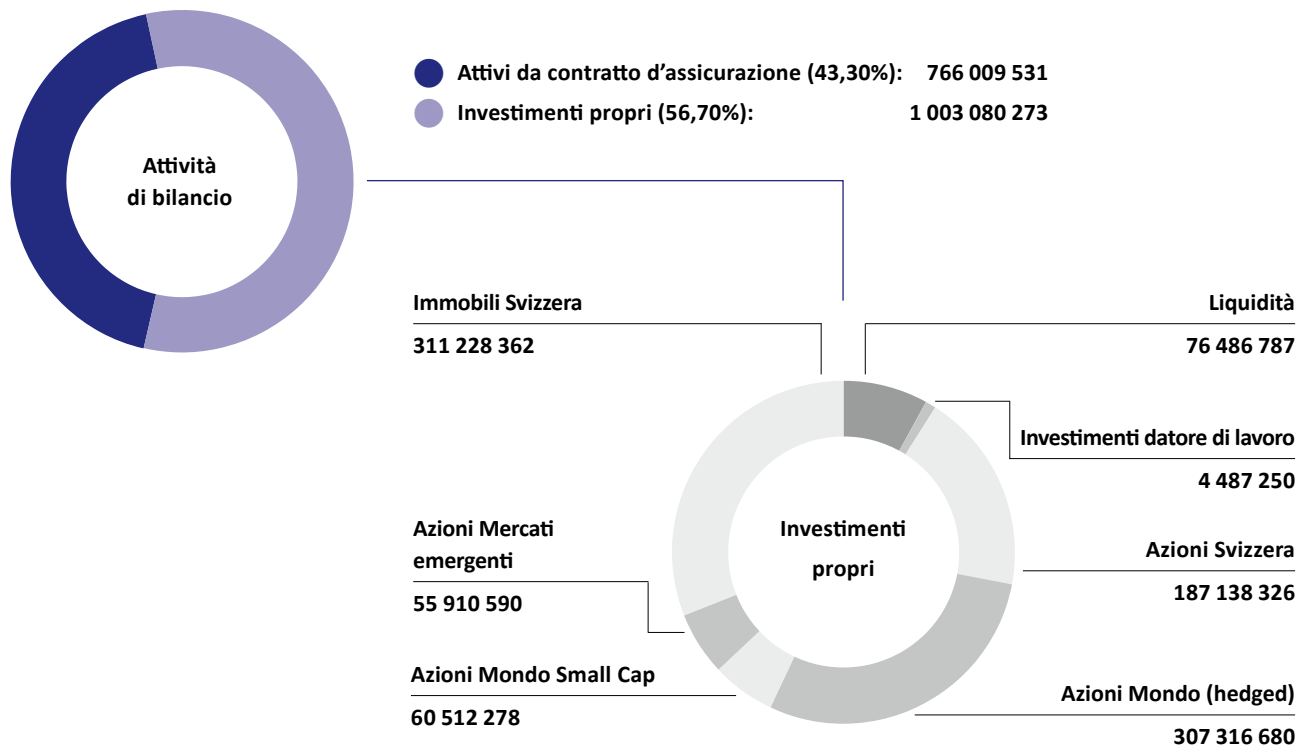 Attività
di bilancio
Attivi da contratto d’assicurazione (43,30%): 766 009 531
Investimenti propri (56,70%): 1 003 080 273
Immobili Svizzera
311 228 362
Liquidità
76 486 787
Investimenti datore di lavoro
4 487 250
Azioni Mercati
emergenti
55 910 590
Investimenti
propri
Azioni Svizzera
187 138 326
Azioni Mondo Small Cap
60 512 278
Azioni Mondo (hedged)
307 316 680